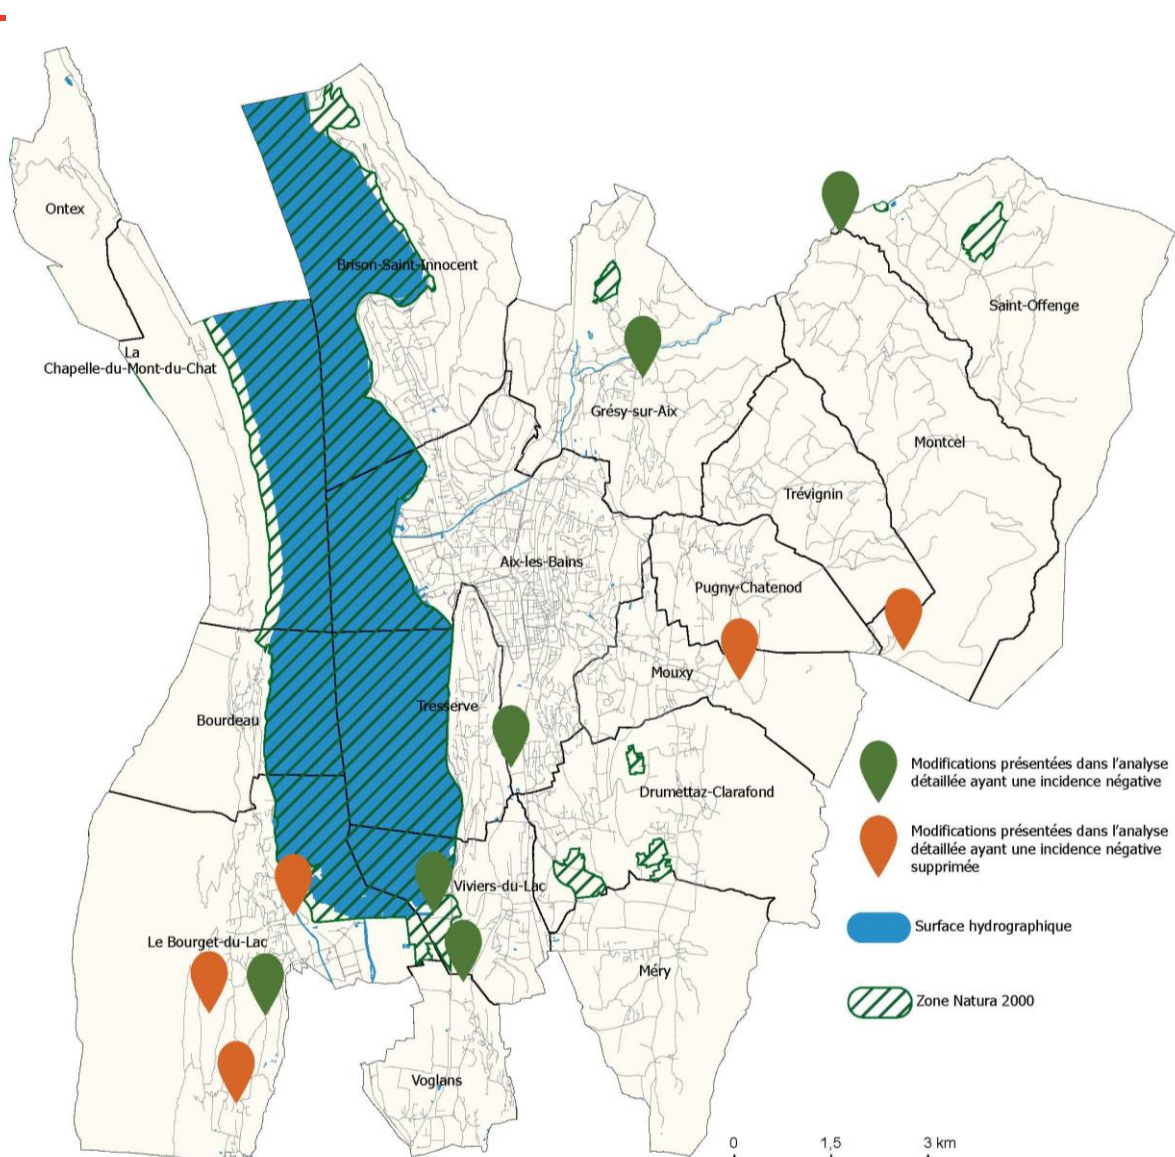 Ontex
Brison-Saint-Innocent
Saint-Offenge
La
Chapelle-du-Mont-du-Chat
Grésy-sur-Aix
Montcel
Trévignin
Aix-les-Bains
Pugny-Chatenod
Mouxy
Tresserve
Bourdeau
Modifications présentées dans l’analyse
détaillée ayant une incidence négative
Drumettaz-Clarafond
Modifications présentées dans l’analyse
détaillée ayant une incidence négative
supprimée
Viviers-du-Lac
Surface hydrographique
Le Bourget-du-Lac
Méry
Zone Natura 2000
Voglans
0 1,5 3 km